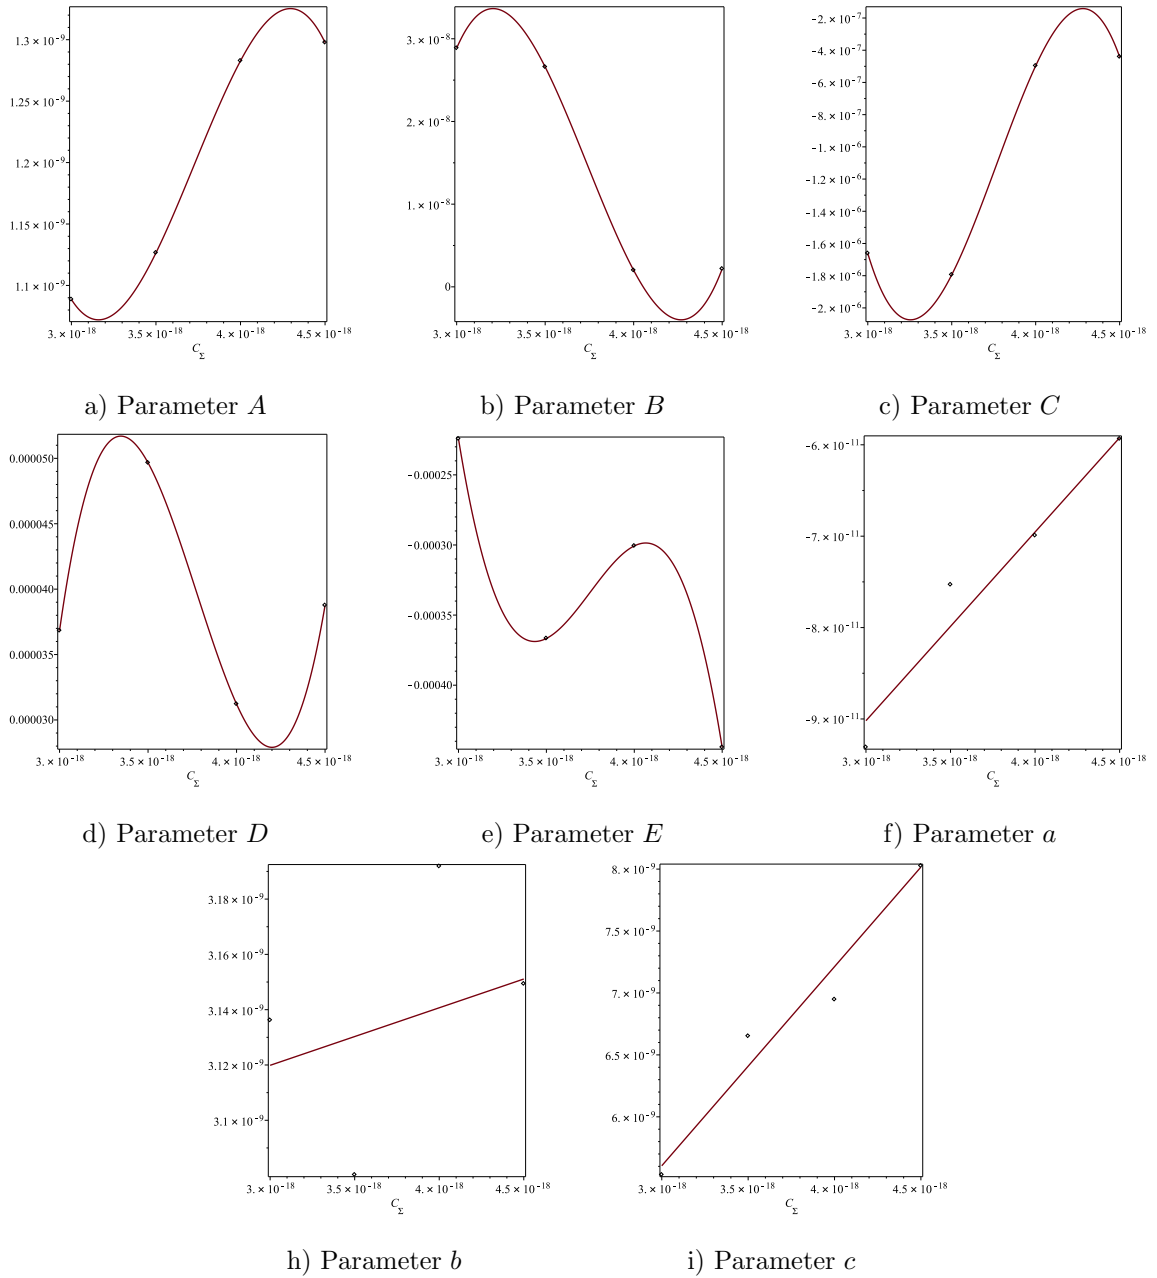 1.3 × 10⁻⁹
1.25 × 10⁻⁹
1.2 × 10⁻⁹
1.15 × 10⁻⁹
1.1 × 10⁻⁹
3. × 10⁻¹⁸ 3.5 × 10⁻¹⁸ 4. × 10⁻¹⁸ 4.5 × 10⁻¹⁸
C_Σ
a) Parameter A
3. × 10⁻⁸
2. × 10⁻⁸
1. × 10⁻⁸
0
3. × 10⁻¹⁸ 3.5 × 10⁻¹⁸ 4. × 10⁻¹⁸ 4.5 × 10⁻¹⁸
C_Σ
b) Parameter B
−2. × 10⁻⁷
−4. × 10⁻⁷
−6. × 10⁻⁷
−8. × 10⁻⁷
−1. × 10⁻⁶
−1.2 × 10⁻⁶
−1.4 × 10⁻⁶
−1.6 × 10⁻⁶
−1.8 × 10⁻⁶
−2. × 10⁻⁶
3. × 10⁻¹⁸ 3.5 × 10⁻¹⁸ 4. × 10⁻¹⁸ 4.5 × 10⁻¹⁸
C_Σ
c) Parameter C
0.000050
0.000045
0.000040
0.000035
0.000030
3. × 10⁻¹⁸ 3.5 × 10⁻¹⁸ 4. × 10⁻¹⁸ 4.5 × 10⁻¹⁸
C_Σ
d) Parameter D
−0.00025
−0.00030
−0.00035
−0.00040
3. × 10⁻¹⁸ 3.5 × 10⁻¹⁸ 4. × 10⁻¹⁸ 4.5 × 10⁻¹⁸
C_Σ
e) Parameter E
−6. × 10⁻¹¹
−7. × 10⁻¹¹
−8. × 10⁻¹¹
−9. × 10⁻¹¹
3. × 10⁻¹⁸ 3.5 × 10⁻¹⁸ 4. × 10⁻¹⁸ 4.5 × 10⁻¹⁸
C_Σ
f) Parameter a
3.18 × 10⁻⁹
3.16 × 10⁻⁹
3.14 × 10⁻⁹
3.12 × 10⁻⁹
3.1 × 10⁻⁹
3. × 10⁻¹⁸ 3.5 × 10⁻¹⁸ 4. × 10⁻¹⁸ 4.5 × 10⁻¹⁸
C_Σ
h) Parameter b
8. × 10⁻⁹
7.5 × 10⁻⁹
7. × 10⁻⁹
6.5 × 10⁻⁹
6. × 10⁻⁹
3. × 10⁻¹⁸ 3.5 × 10⁻¹⁸ 4. × 10⁻¹⁸ 4.5 × 10⁻¹⁸
C_Σ
i) Parameter c